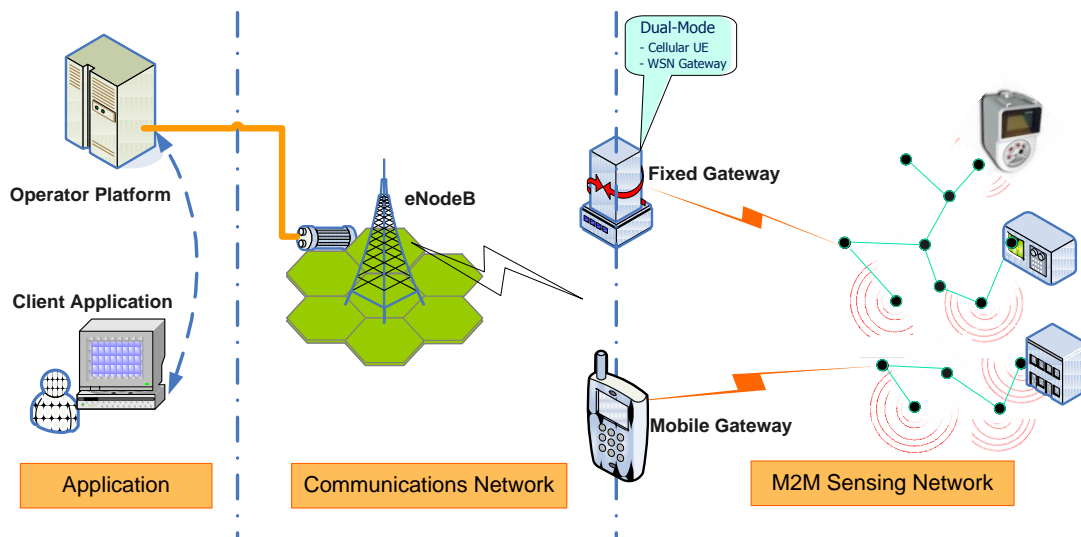 Dual-Mode
- Cellular UE
- WSN Gateway
Operator Platform
eNodeB
Fixed Gateway
Client Application
Mobile Gateway
Application
Communications Network
M2M Sensing Network